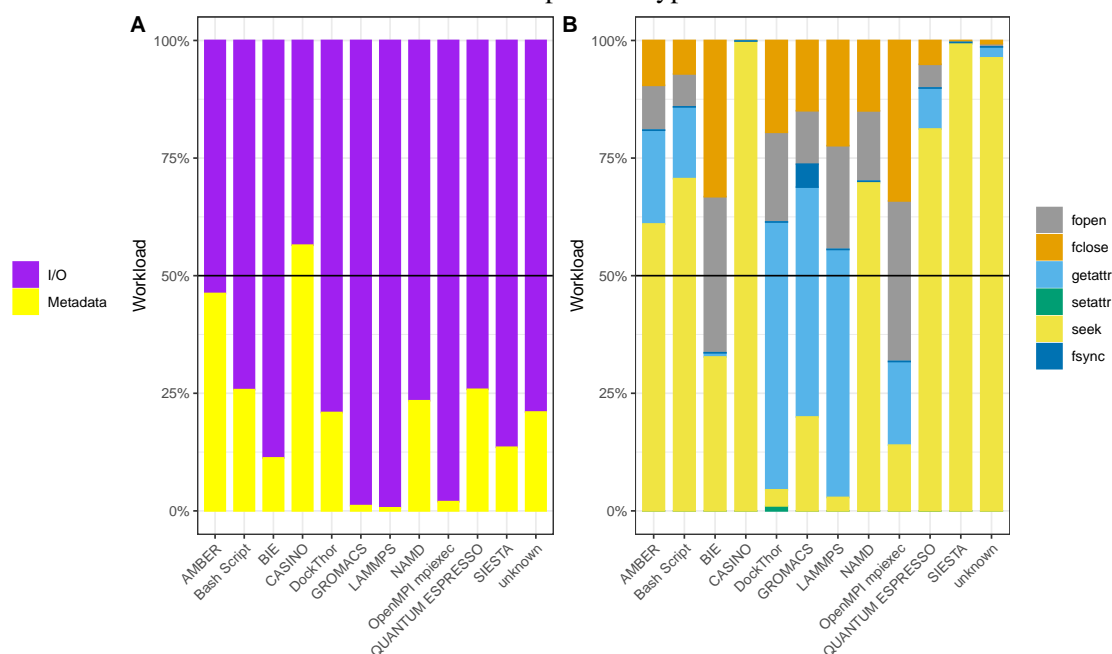 A
100%
75%
50%
25%
0%
Workload
AMBER
Bash Script
BIE
CASINO
DockThor
GROMACS
LAMMPS
NAMD
OpenMPI mpiexec
QUANTUM ESPRESSO
SIESTA
unknown
I/O
Metadata
B
100%
75%
50%
25%
0%
Workload
AMBER
Bash Script
BIE
CASINO
DockThor
GROMACS
LAMMPS
NAMD
OpenMPI mpiexec
QUANTUM ESPRESSO
SIESTA
unknown
fopen
fclose
getattr
setattr
seek
fsync